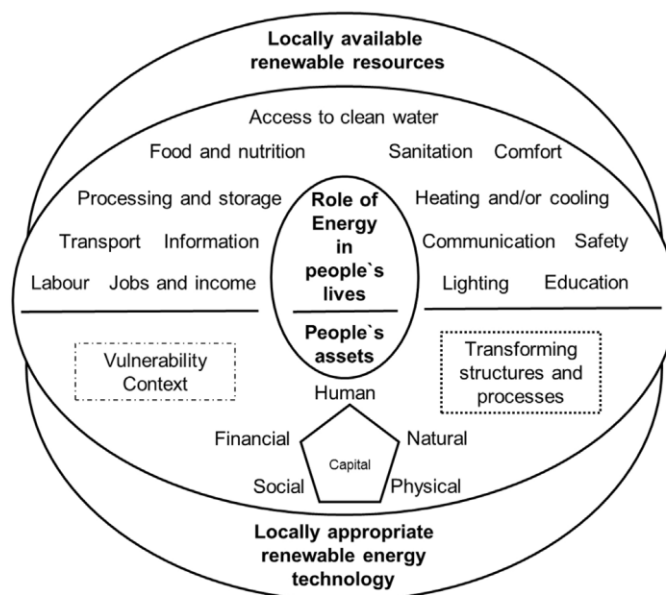 Locally available
renewable resources
Access to clean water
Food and nutrition
Sanitation Comfort
Processing and storage
Heating and/or cooling
Transport Information
Communication Safety
Labour Jobs and income
Lighting Education
Role of
Energy
in
people`s
lives
People`s
assets
Vulnerability
Context
Transforming
structures and
processes
Human
Financial
Natural
Capital
Social
Physical
Locally appropriate
renewable energy
technology